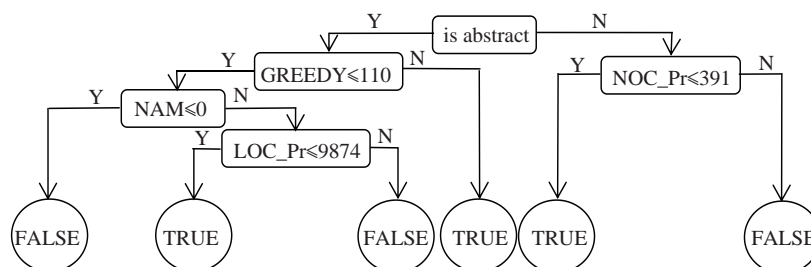 is abstract
Y N
GREEDY⩽110
NOC_Pr⩽391
Y N Y N
NAM⩽0
Y N
LOC_Pr⩽9874
Y N
FALSE TRUE FALSE TRUE TRUE FALSE